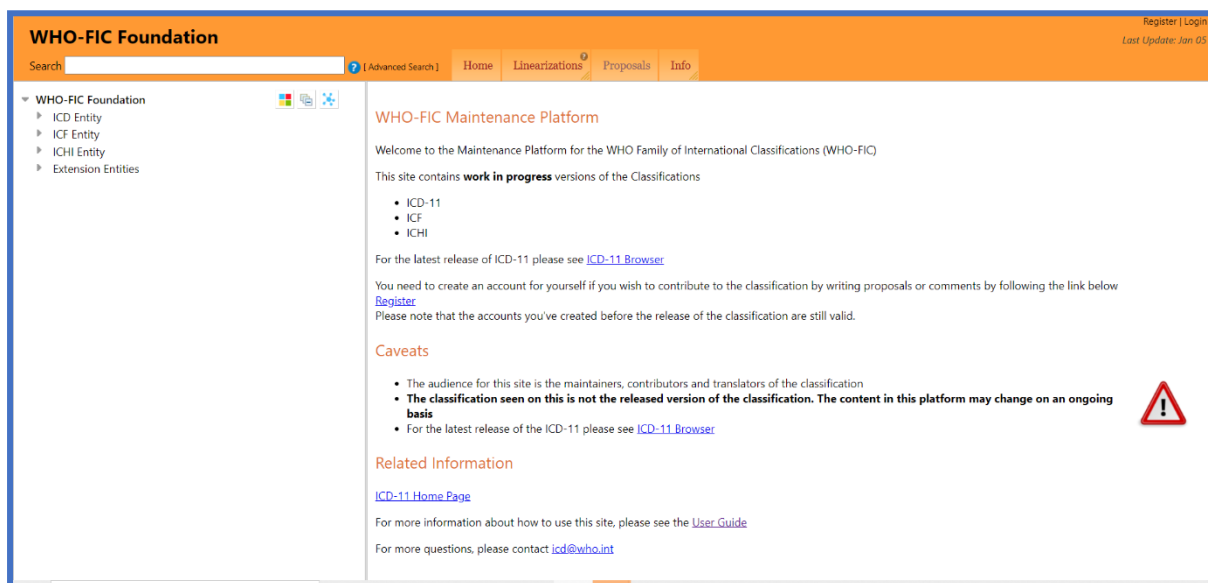 Register | Login
WHO-FIC Foundation
Last Update: Jan 05
Search
? [ Advanced Search ]
Home
Linearizations ?
Proposals
Info
WHO-FIC Foundation
ICD Entity
ICF Entity
ICHI Entity
Extension Entities
WHO-FIC Maintenance Platform
Welcome to the Maintenance Platform for the WHO Family of International Classifications (WHO-FIC)
This site contains work in progress versions of the Classifications
• ICD-11
• ICF
• ICHI
For the latest release of ICD-11 please see ICD-11 Browser
You need to create an account for yourself if you wish to contribute to the classification by writing proposals or comments by following the link below
Register
Please note that the accounts you've created before the release of the classification are still valid.
Caveats
• The audience for this site is the maintainers, contributors and translators of the classification
• The classification seen on this is not the released version of the classification. The content in this platform may change on an ongoing
basis
• For the latest release of the ICD-11 please see ICD-11 Browser
Related Information
ICD-11 Home Page
For more information about how to use this site, please see the User Guide
For more questions, please contact icd@who.int